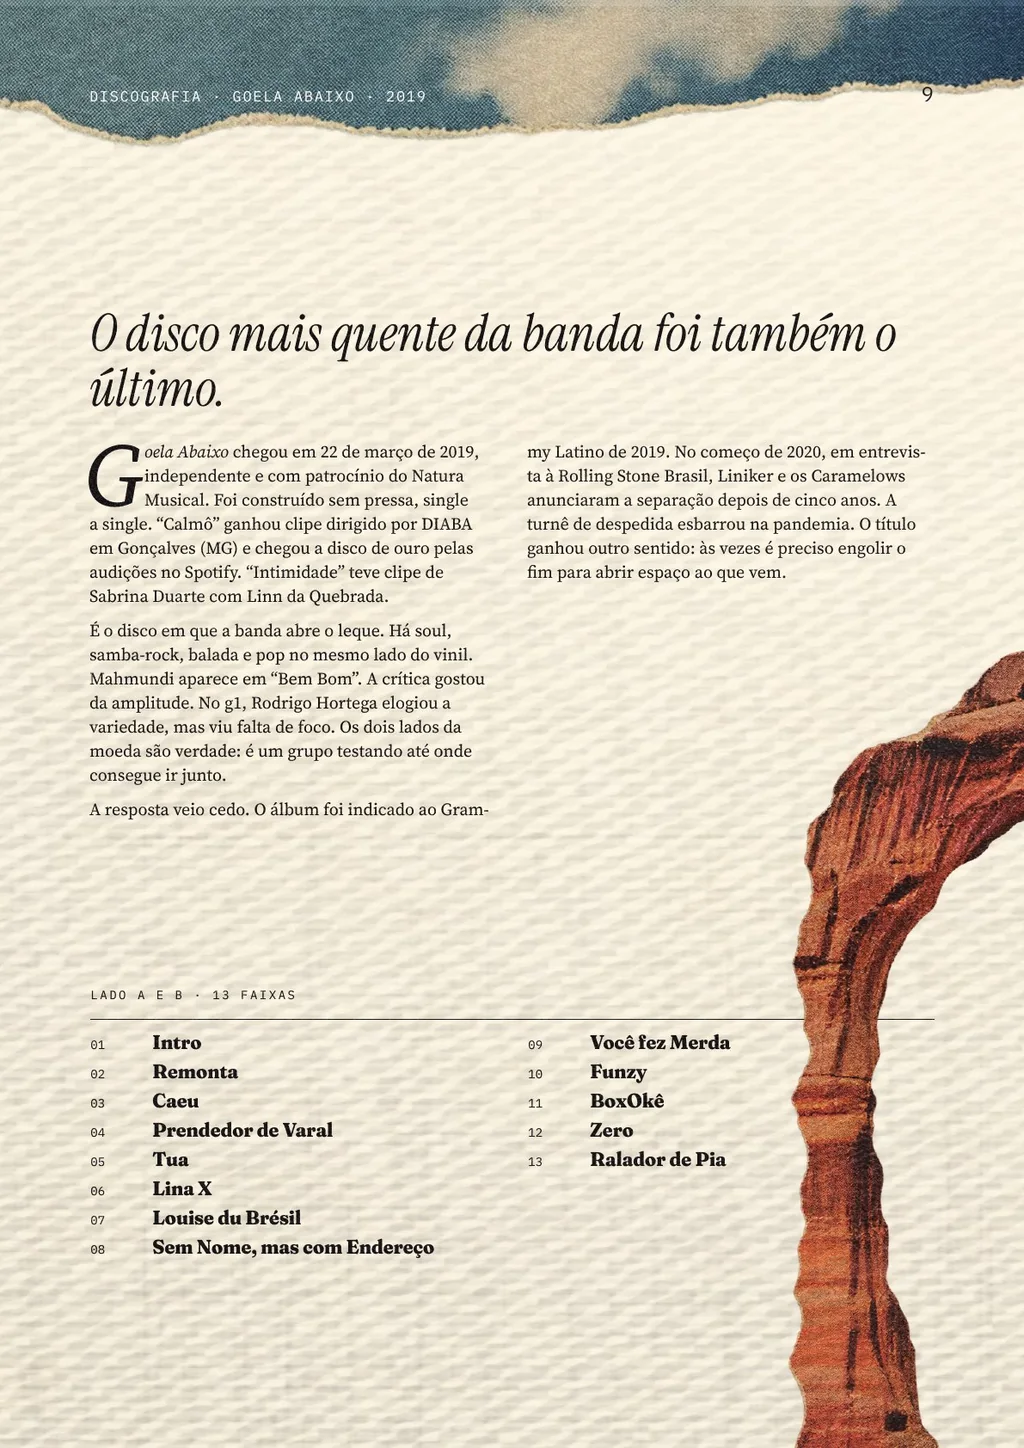 DISCOGRAFIA · GOELA ABAIXO · 2019
9
O disco mais quente da banda foi também o
último.
Goela Abaixo chegou em 22 de março de 2019,
independente e com patrocínio do Natura
Musical. Foi construído sem pressa, single
a single. “Calmô” ganhou clipe dirigido por DIABA
em Gonçalves (MG) e chegou a disco de ouro pelas
audições no Spotify. “Intimidade” teve clipe de
Sabrina Duarte com Linn da Quebrada.
É o disco em que a banda abre o leque. Há soul,
samba-rock, balada e pop no mesmo lado do vinil.
Mahmundi aparece em “Bem Bom”. A crítica gostou
da amplitude. No g1, Rodrigo Hortega elogiou a
variedade, mas viu falta de foco. Os dois lados da
moeda são verdade: é um grupo testando até onde
consegue ir junto.
A resposta veio cedo. O álbum foi indicado ao Gram-
my Latino de 2019. No começo de 2020, em entrevis-
ta à Rolling Stone Brasil, Liniker e os Caramelows
anunciaram a separação depois de cinco anos. A
turnê de despedida esbarrou na pandemia. O título
ganhou outro sentido: às vezes é preciso engolir o
fim para abrir espaço ao que vem.
LADO A E B · 13 FAIXAS
01 Intro
02 Remonta
03 Caeu
04 Prendedor de Varal
05 Tua
06 Lina X
07 Louise du Brésil
08 Sem Nome, mas com Endereço
09 Você fez Merda
10 Funzy
11 BoxOkê
12 Zero
13 Ralador de Pia